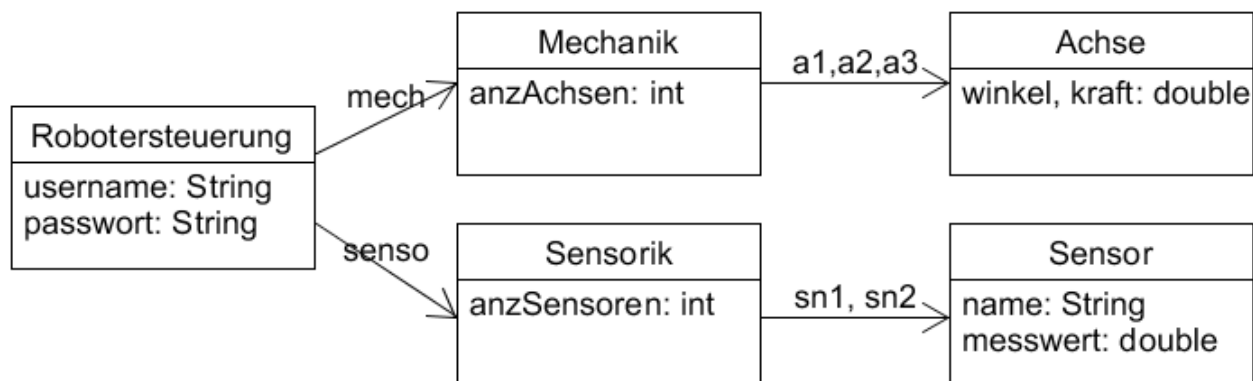 Robotersteuerung
username: String
passwort: String
mech
senso
Mechanik
anzAchsen: int
a1,a2,a3
Achse
winkel, kraft: double
Sensorik
anzSensoren: int
sn1, sn2
Sensor
name: String
messwert: double